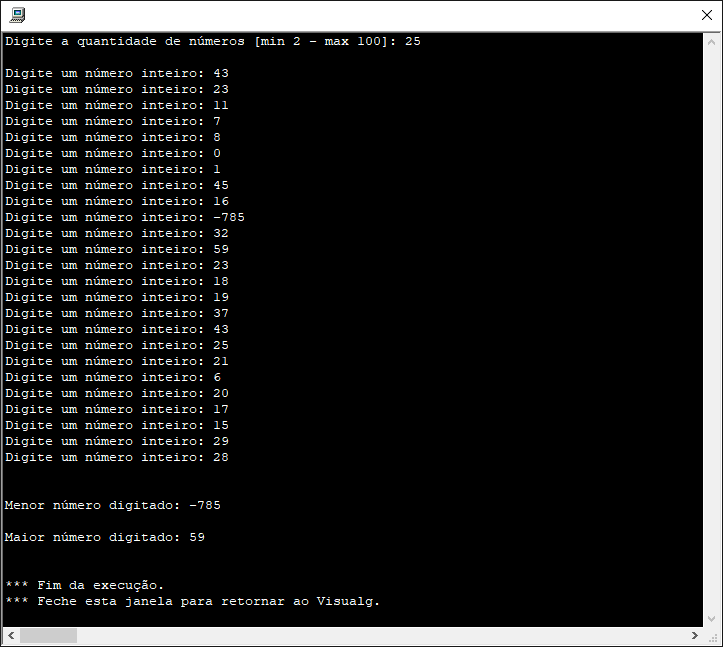 Digite a quantidade de números [min 2 - max 100]: 25
Digite um número inteiro: 43
Digite um número inteiro: 23
Digite um número inteiro: 11
Digite um número inteiro: 7
Digite um número inteiro: 8
Digite um número inteiro: 0
Digite um número inteiro: 1
Digite um número inteiro: 45
Digite um número inteiro: 16
Digite um número inteiro: -785
Digite um número inteiro: 32
Digite um número inteiro: 59
Digite um número inteiro: 23
Digite um número inteiro: 18
Digite um número inteiro: 19
Digite um número inteiro: 37
Digite um número inteiro: 43
Digite um número inteiro: 25
Digite um número inteiro: 21
Digite um número inteiro: 6
Digite um número inteiro: 20
Digite um número inteiro: 17
Digite um número inteiro: 15
Digite um número inteiro: 29
Digite um número inteiro: 28
Menor número digitado: -785
Maior número digitado: 59
*** Fim da execução.
*** Feche esta janela para retornar ao Visualg.